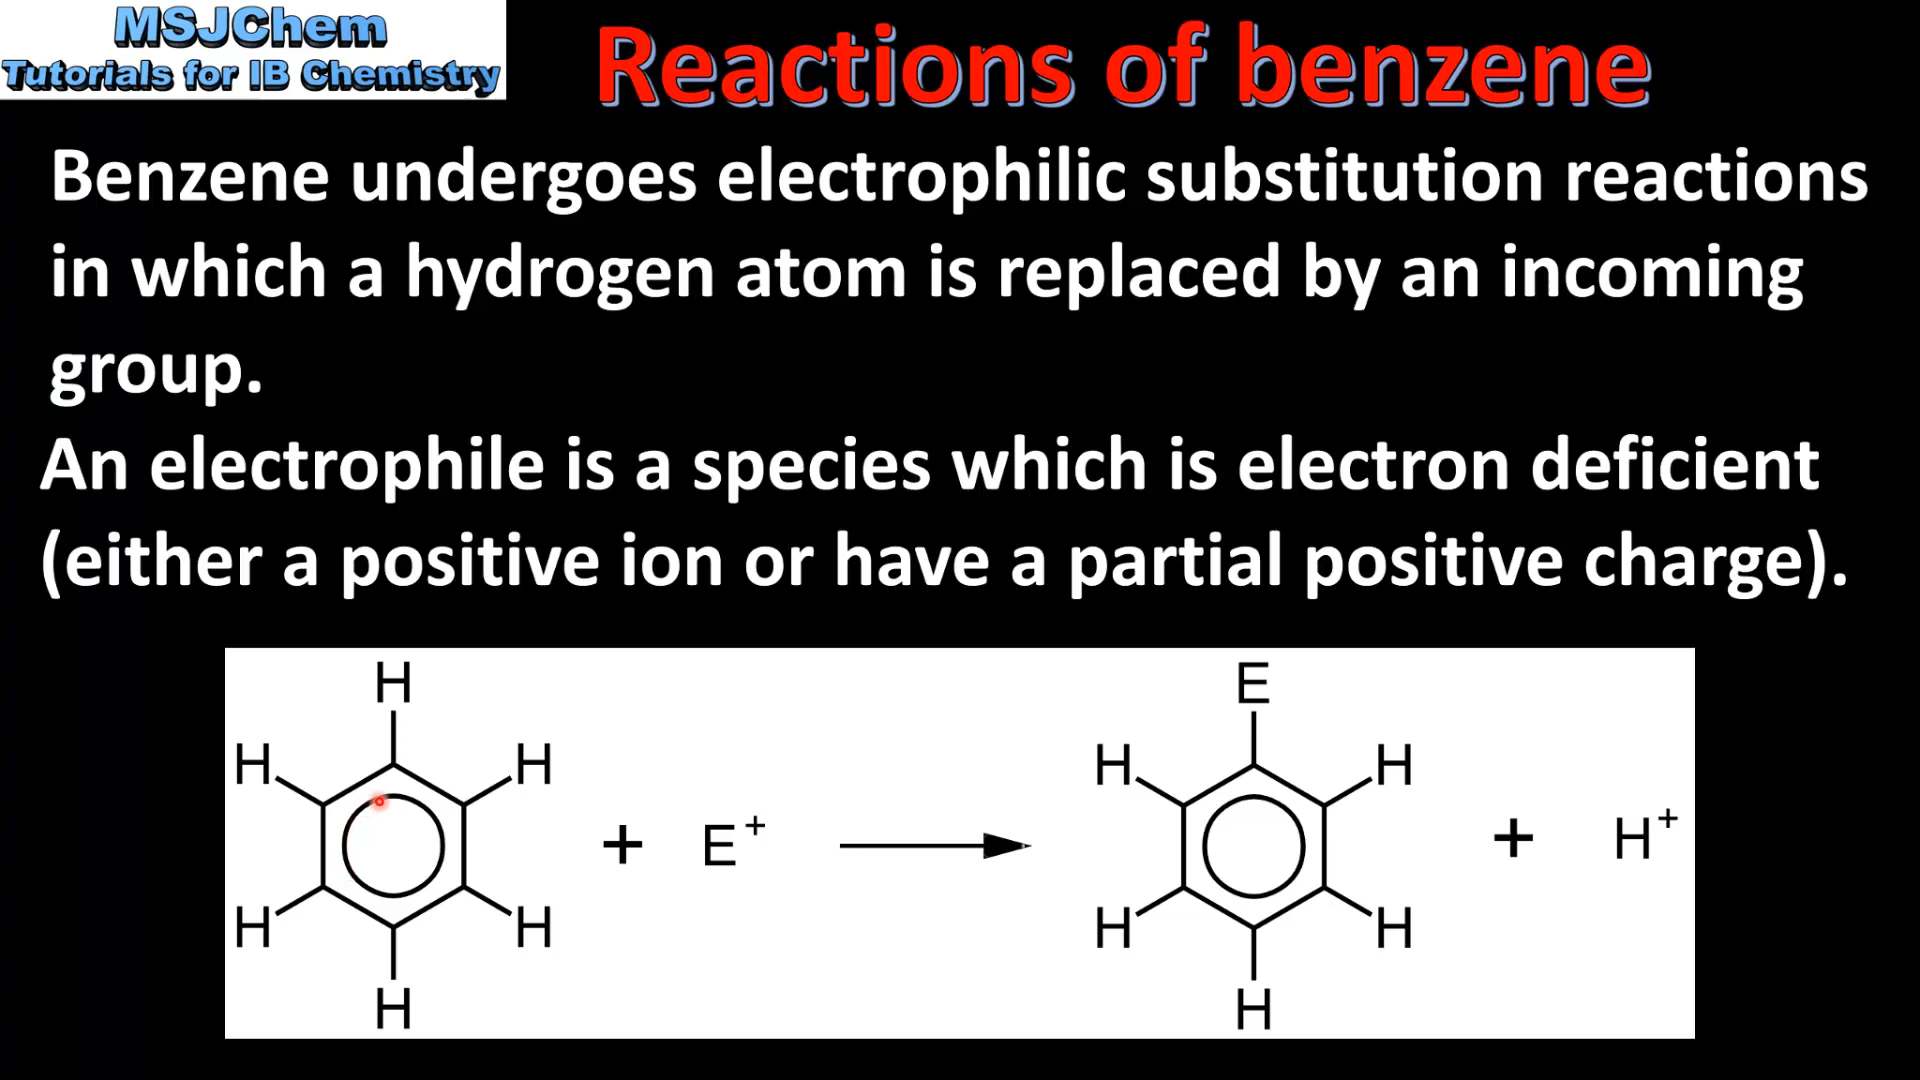 MSJChem
Tutorials for IB Chemistry
Reactions of benzene
Benzene undergoes electrophilic substitution reactions
in which a hydrogen atom is replaced by an incoming
group.
An electrophile is a species which is electron deficient
(either a positive ion or have a partial positive charge).
H E
H H H H
+ E⁺ + H⁺
H H H H
H H